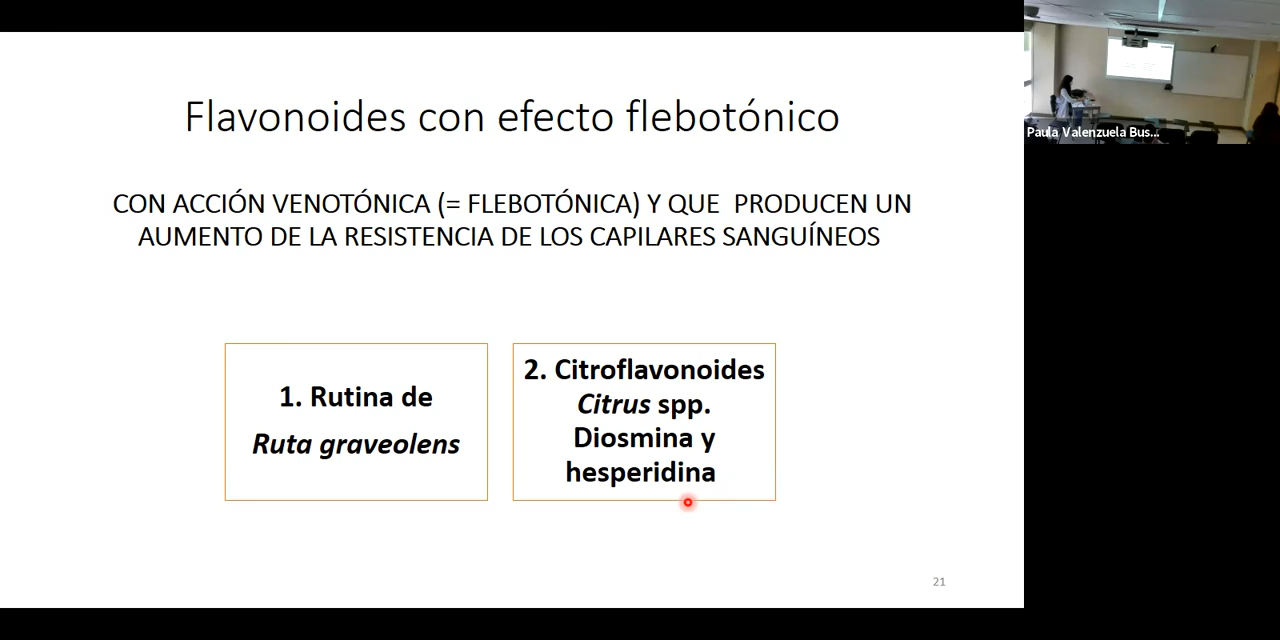 Flavonoides con efecto flebotónico
CON ACCIÓN VENOTÓNICA (= FLEBOTÓNICA) Y QUE  PRODUCEN UN
AUMENTO DE LA RESISTENCIA DE LOS CAPILARES SANGUÍNEOS
1. Rutina de
Ruta graveolens
2. Citroflavonoides
Citrus spp.
Diosmina y
hesperidina
21
Paula Valenzuela Bus...